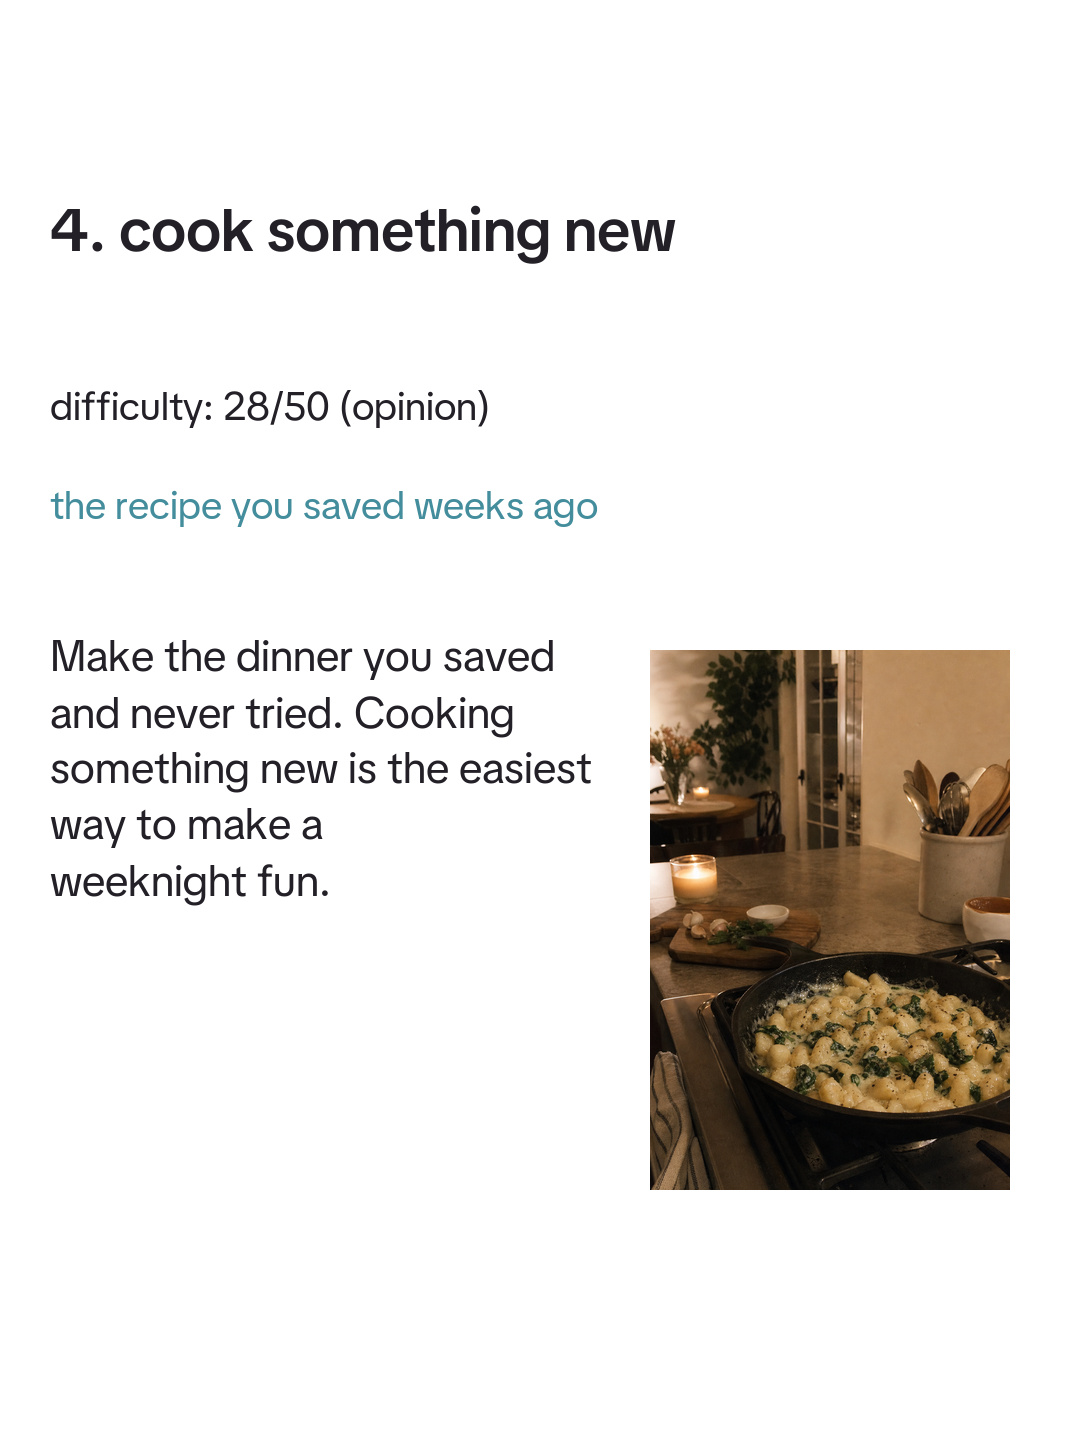 4. cook something new
difficulty: 28/50 (opinion)
the recipe you saved weeks ago
Make the dinner you saved
and never tried. Cooking
something new is the easiest
way to make a
weeknight fun.